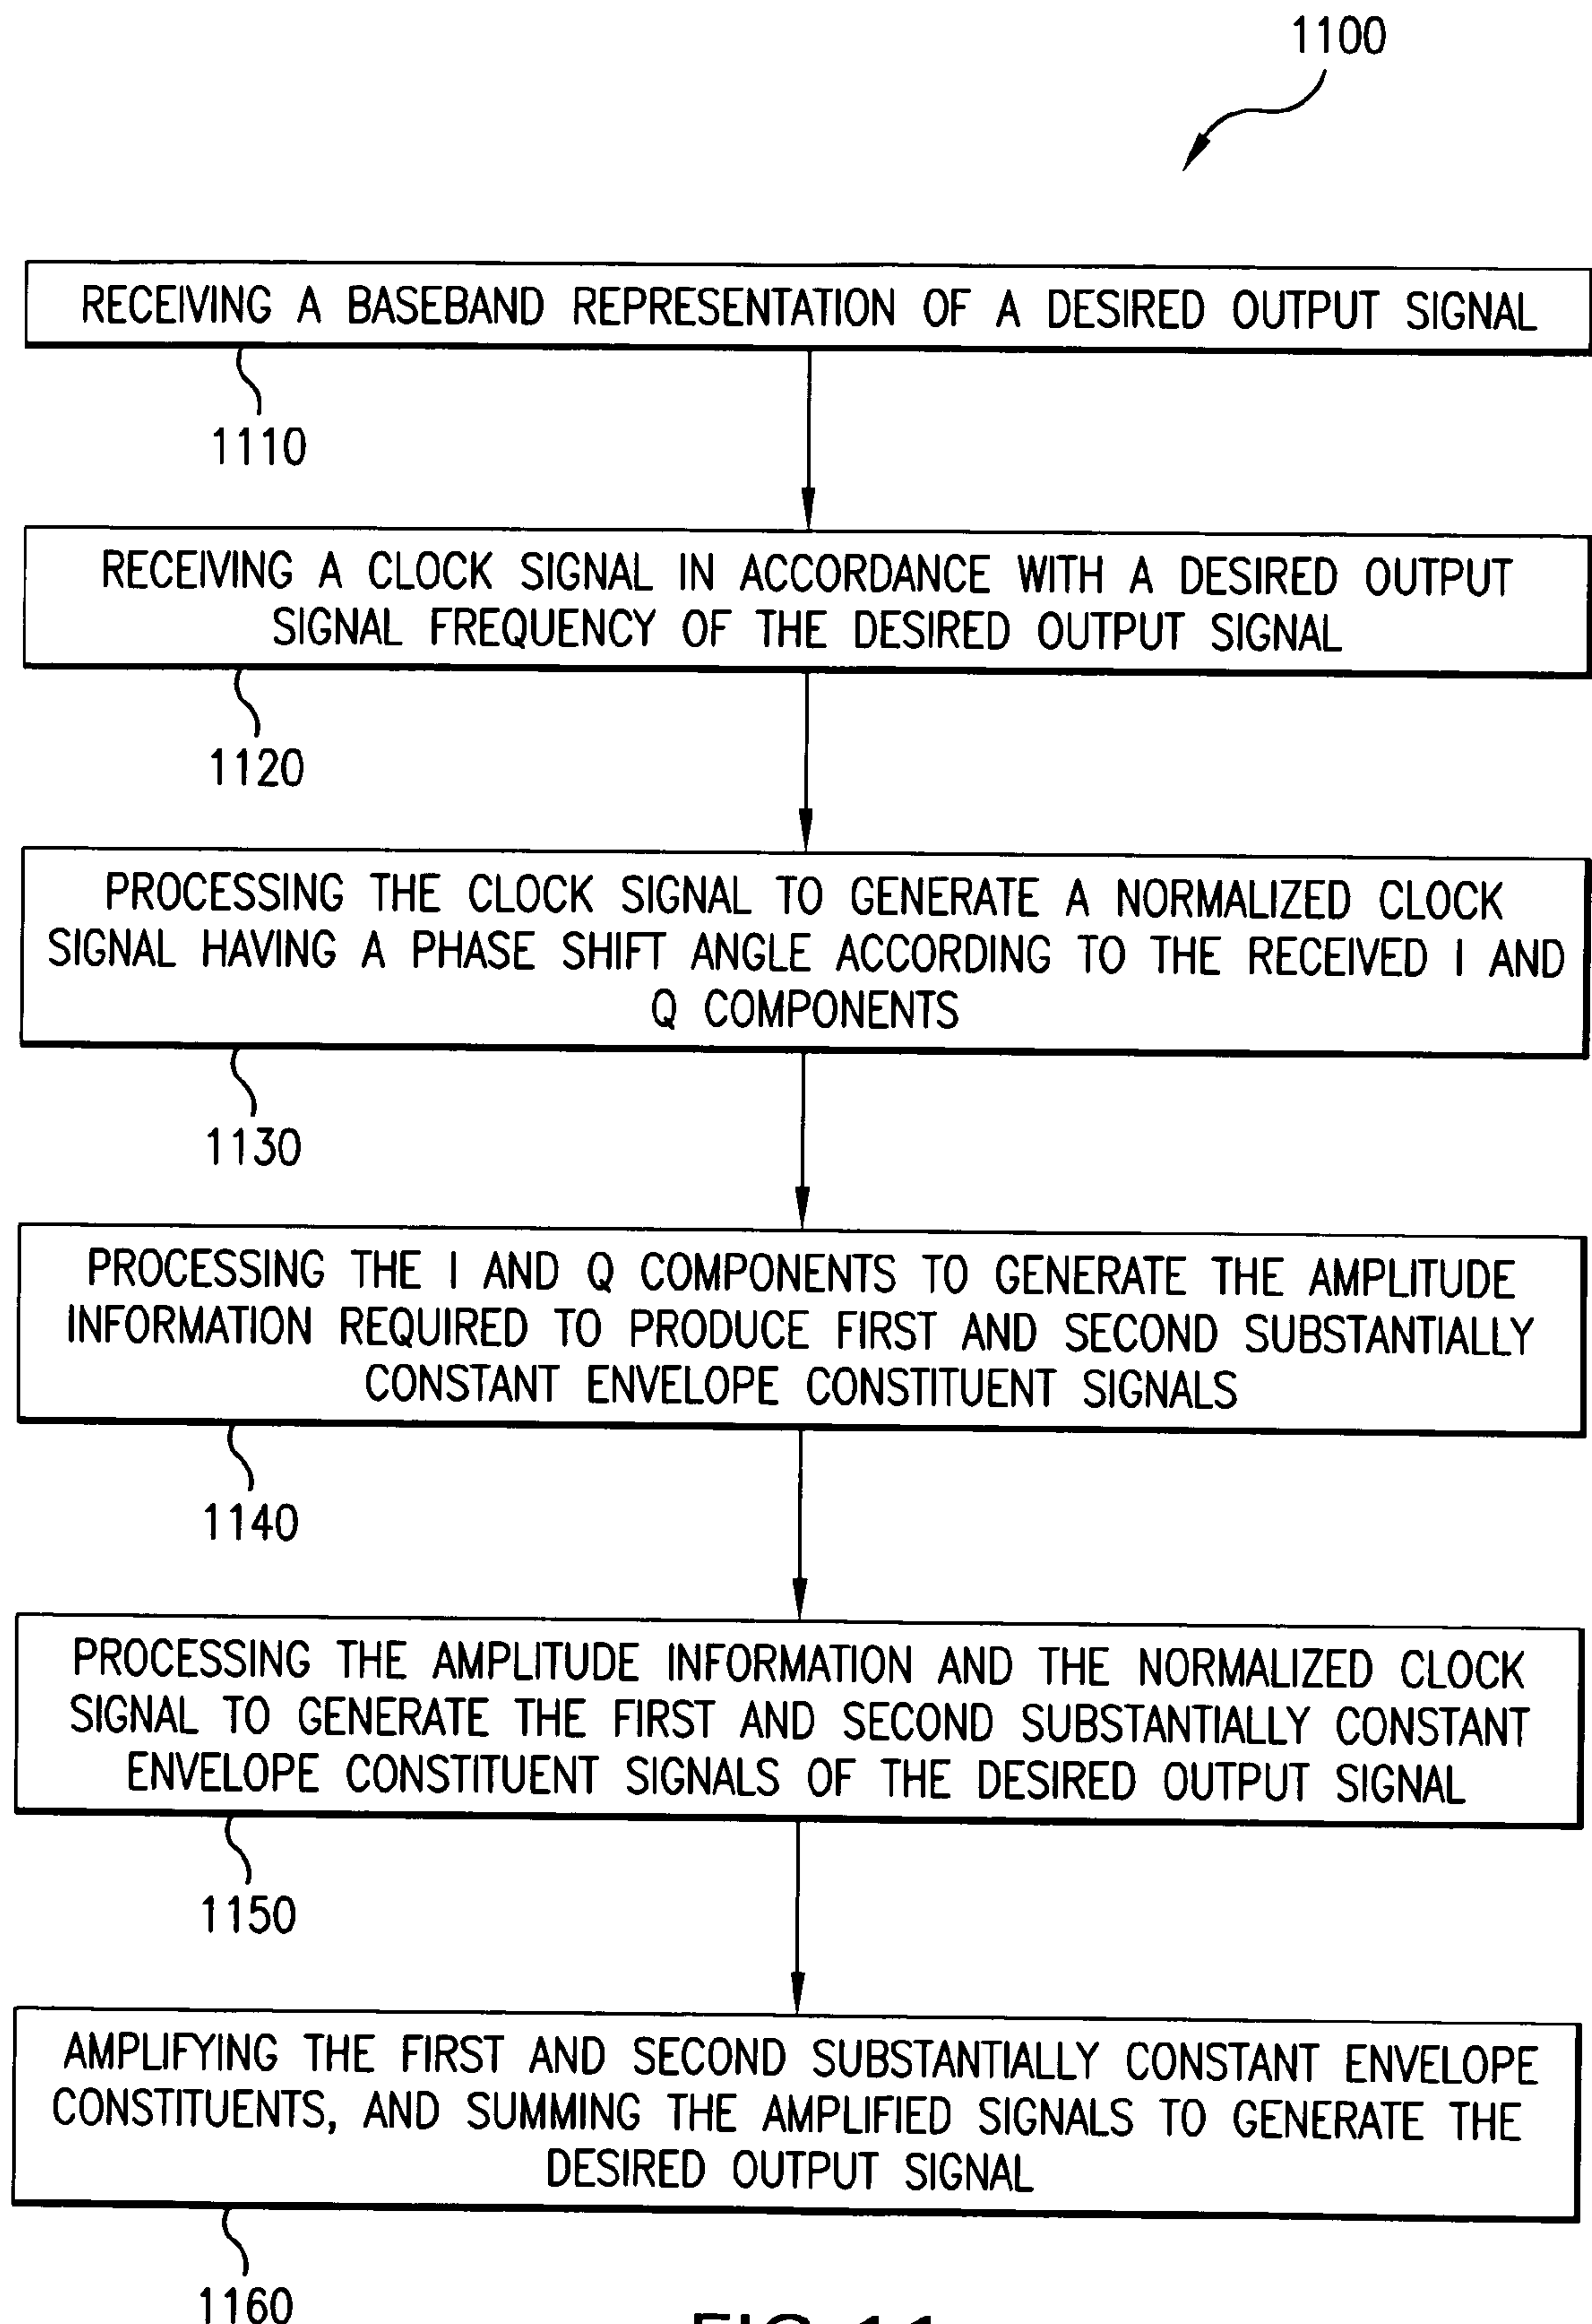 1100
RECEIVING A BASEBAND REPRESENTATION OF A DESIRED OUTPUT SIGNAL
1110
RECEIVING A CLOCK SIGNAL IN ACCORDANCE WITH A DESIRED OUTPUT
SIGNAL FREQUENCY OF THE DESIRED OUTPUT SIGNAL
1120
PROCESSING THE CLOCK SIGNAL TO GENERATE A NORMALIZED CLOCK
SIGNAL HAVING A PHASE SHIFT ANGLE ACCORDING TO THE RECEIVED I AND
Q COMPONENTS
1130
PROCESSING THE I AND Q COMPONENTS TO GENERATE THE AMPLITUDE
INFORMATION REQUIRED TO PRODUCE FIRST AND SECOND SUBSTANTIALLY
CONSTANT ENVELOPE CONSTITUENT SIGNALS
1140
PROCESSING THE AMPLITUDE INFORMATION AND THE NORMALIZED CLOCK
SIGNAL TO GENERATE THE FIRST AND SECOND SUBSTANTIALLY CONSTANT
ENVELOPE CONSTITUENT SIGNALS OF THE DESIRED OUTPUT SIGNAL
1150
AMPLIFYING THE FIRST AND SECOND SUBSTANTIALLY CONSTANT ENVELOPE
CONSTITUENTS, AND SUMMING THE AMPLIFIED SIGNALS TO GENERATE THE
DESIRED OUTPUT SIGNAL
1160